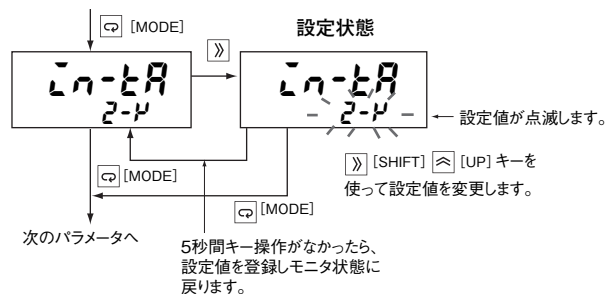 [MODE]
設定状態
in-tA
2-V
in-tA
2-V
設定値が点滅します。
[SHIFT] [UP] キーを
使って設定値を変更します。
[MODE]
[MODE]
次のパラメータへ
5秒間キー操作がなかったら、
設定値を登録しモニタ状態に
戻ります。